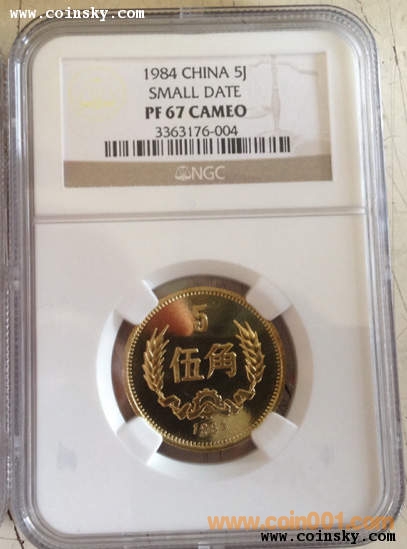 www.coinsky.com
1984 CHINA 5J
SMALL DATE
PF 67 CAMEO
3363176-004
NGC
5
伍角
www.coin001.com
www.coinsky.com